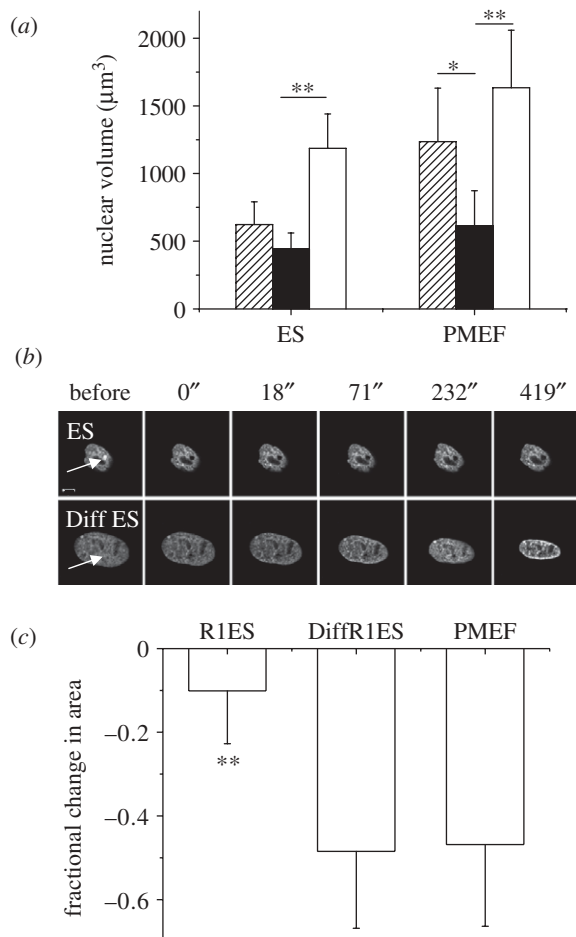 (a)
nuclear volume (μm³)
2000
1500
1000
500
0
**
*
**
ES
PMEF
(b)
before 0″ 18″ 71″ 232″ 419″
ES
Diff ES
(c)
R1ES DiffR1ES PMEF
fractional change in area
0
−0.2
−0.4
−0.6
**